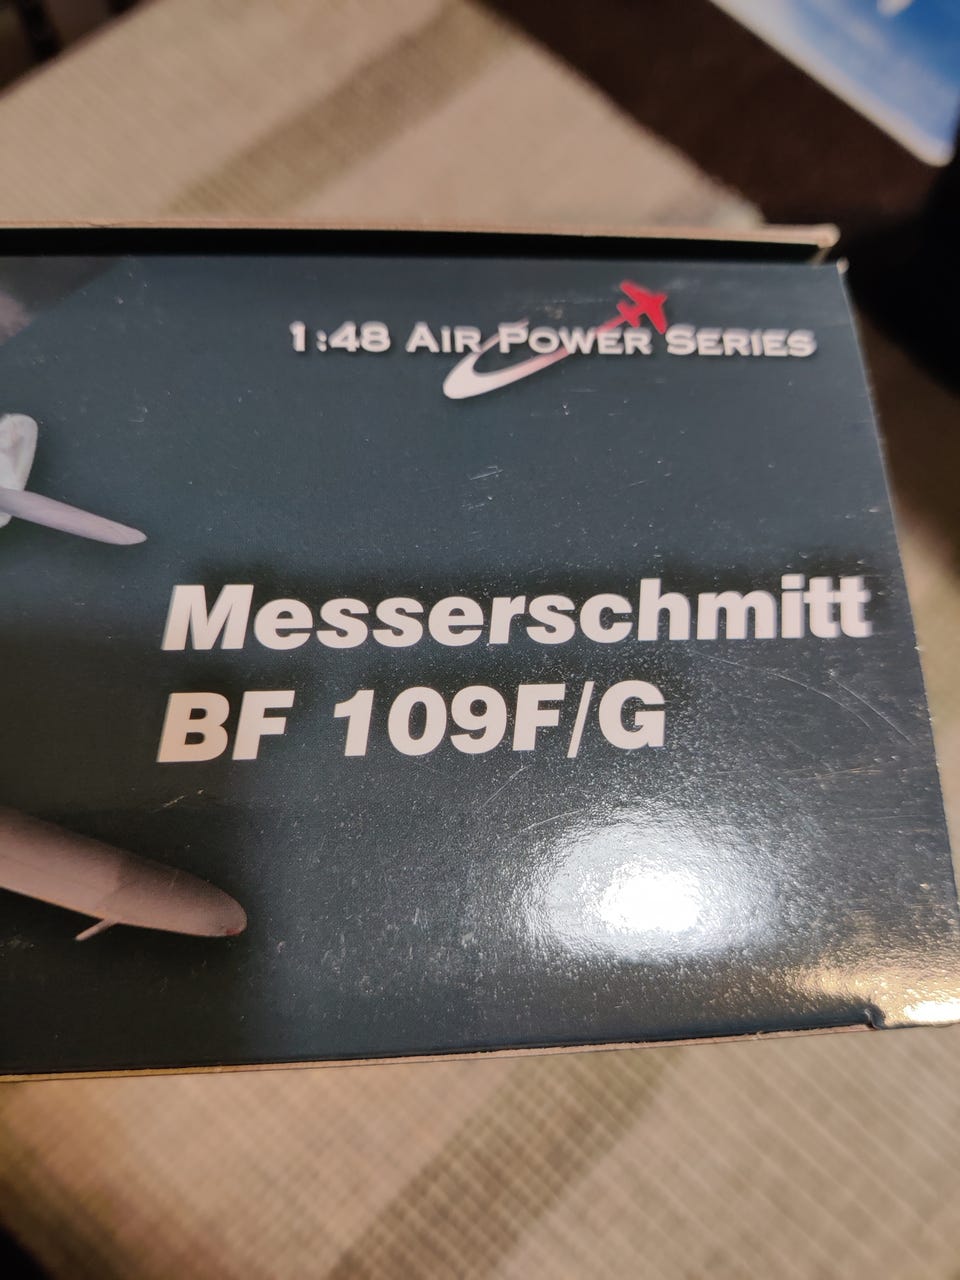 1:48 AIR POWER SERIES
Messerschmitt
BF 109F/G